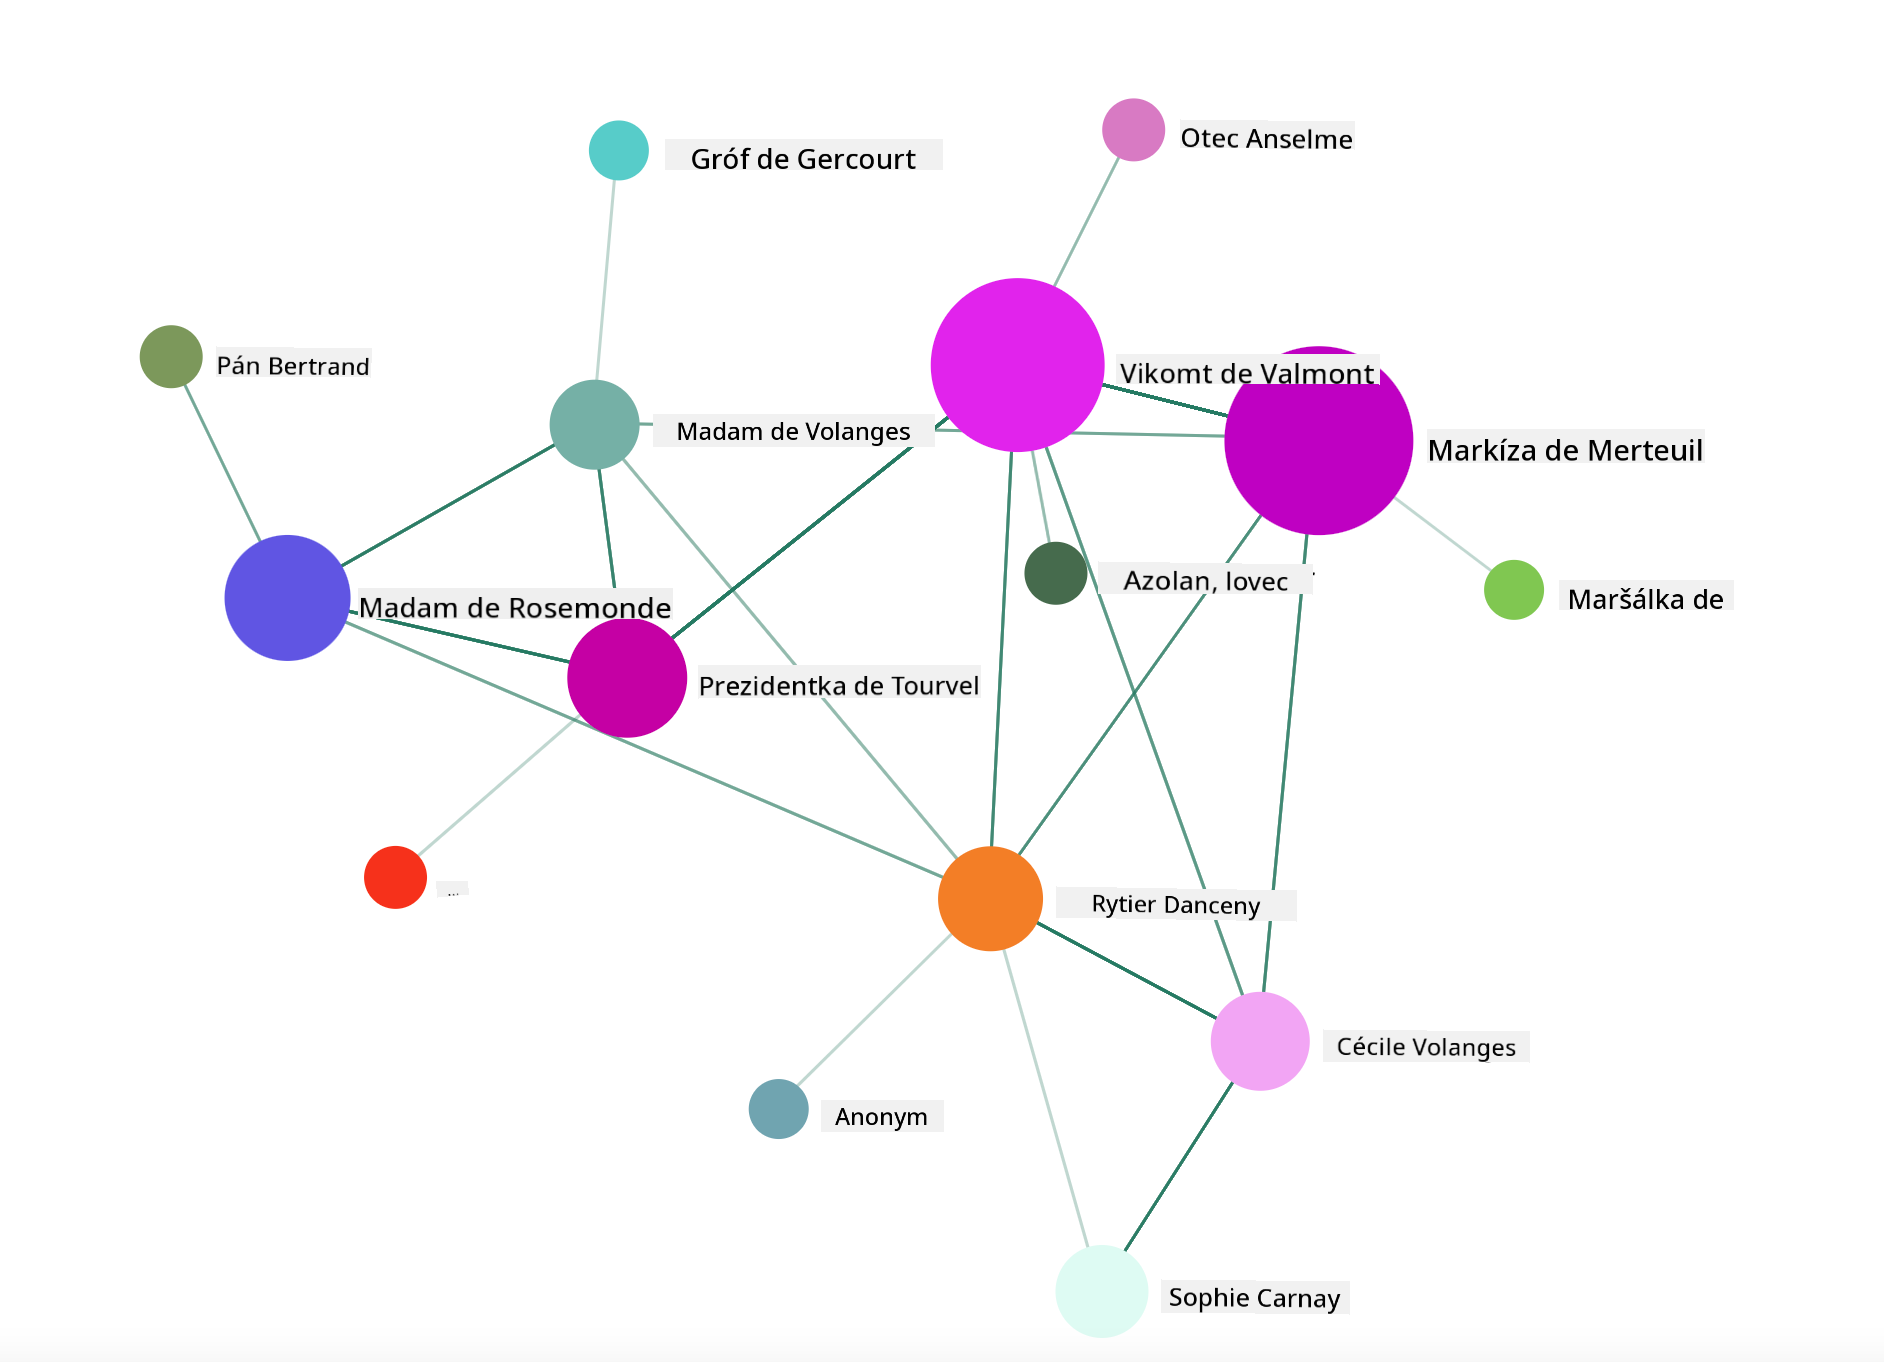 Otec Anselme
Gróf de Gercourt
Pán Bertrand
Vikomt de Valmont
Madam de Volanges
Markíza de Merteuil
Azolan, lovec
Maršálka de
Madam de Rosemonde
Prezidentka de Tourvel
...
Rytier Danceny
Cécile Volanges
Anonym
Sophie Carnay